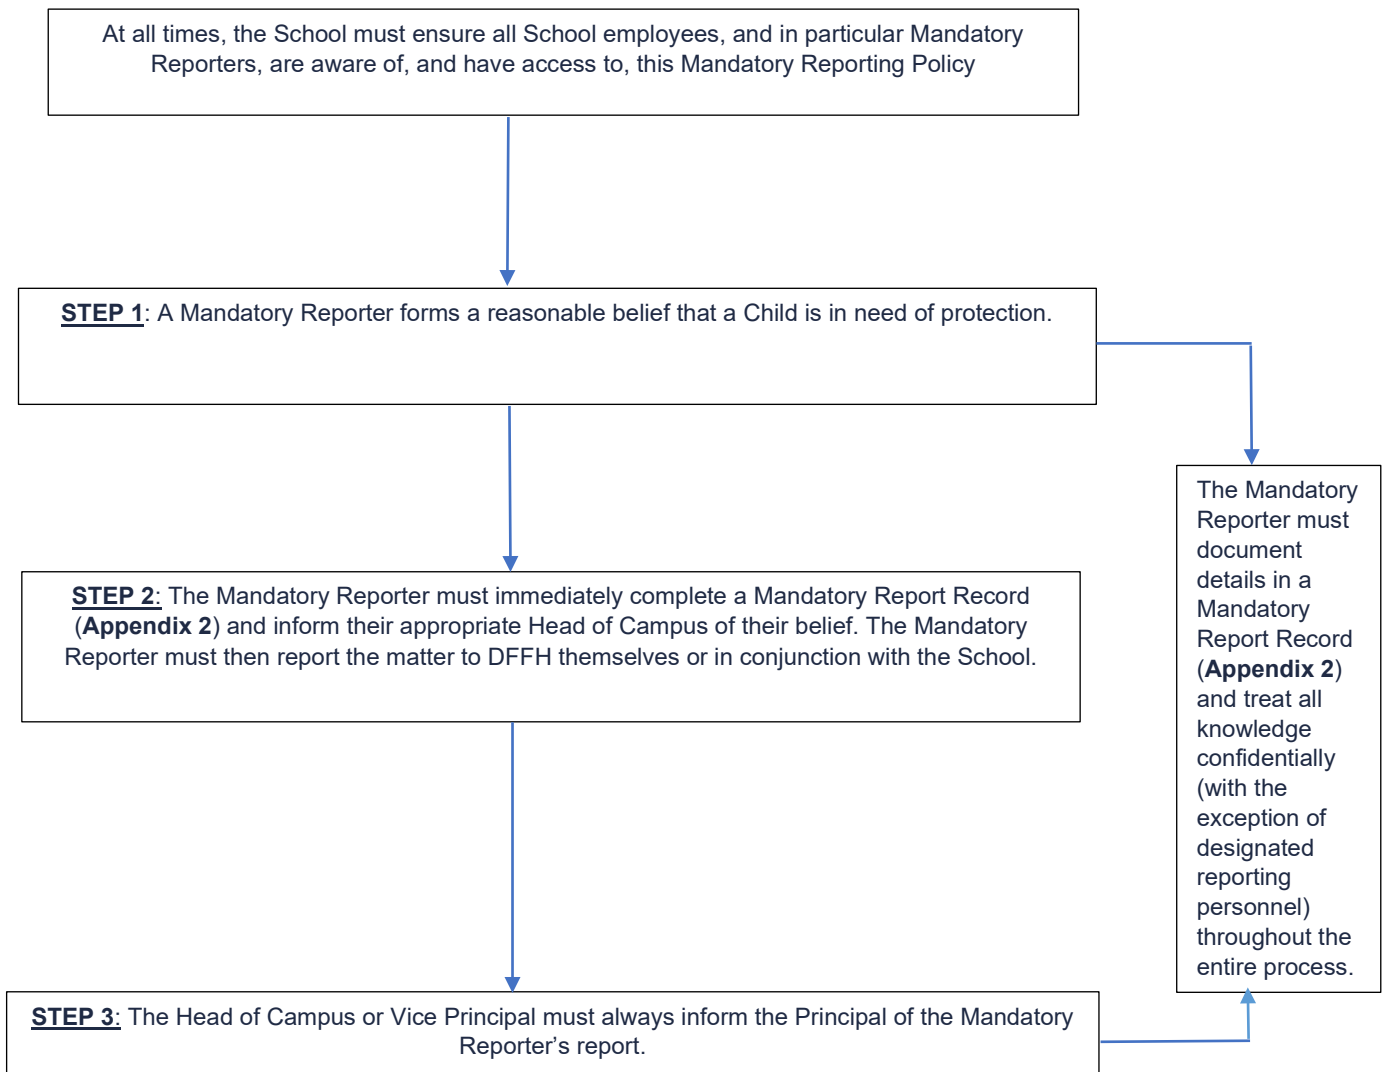 At all times, the School must ensure all School employees, and in particular Mandatory
Reporters, are aware of, and have access to, this Mandatory Reporting Policy
STEP 1: A Mandatory Reporter forms a reasonable belief that a Child is in need of protection.
The Mandatory
Reporter must
document
details in a
Mandatory
Report Record
(Appendix 2)
and treat all
knowledge
confidentially
(with the
exception of
designated
reporting
personnel)
throughout the
entire process.
STEP 2: The Mandatory Reporter must immediately complete a Mandatory Report Record
(Appendix 2) and inform their appropriate Head of Campus of their belief. The Mandatory
Reporter must then report the matter to DFFH themselves or in conjunction with the School.
STEP 3: The Head of Campus or Vice Principal must always inform the Principal of the Mandatory
Reporter’s report.